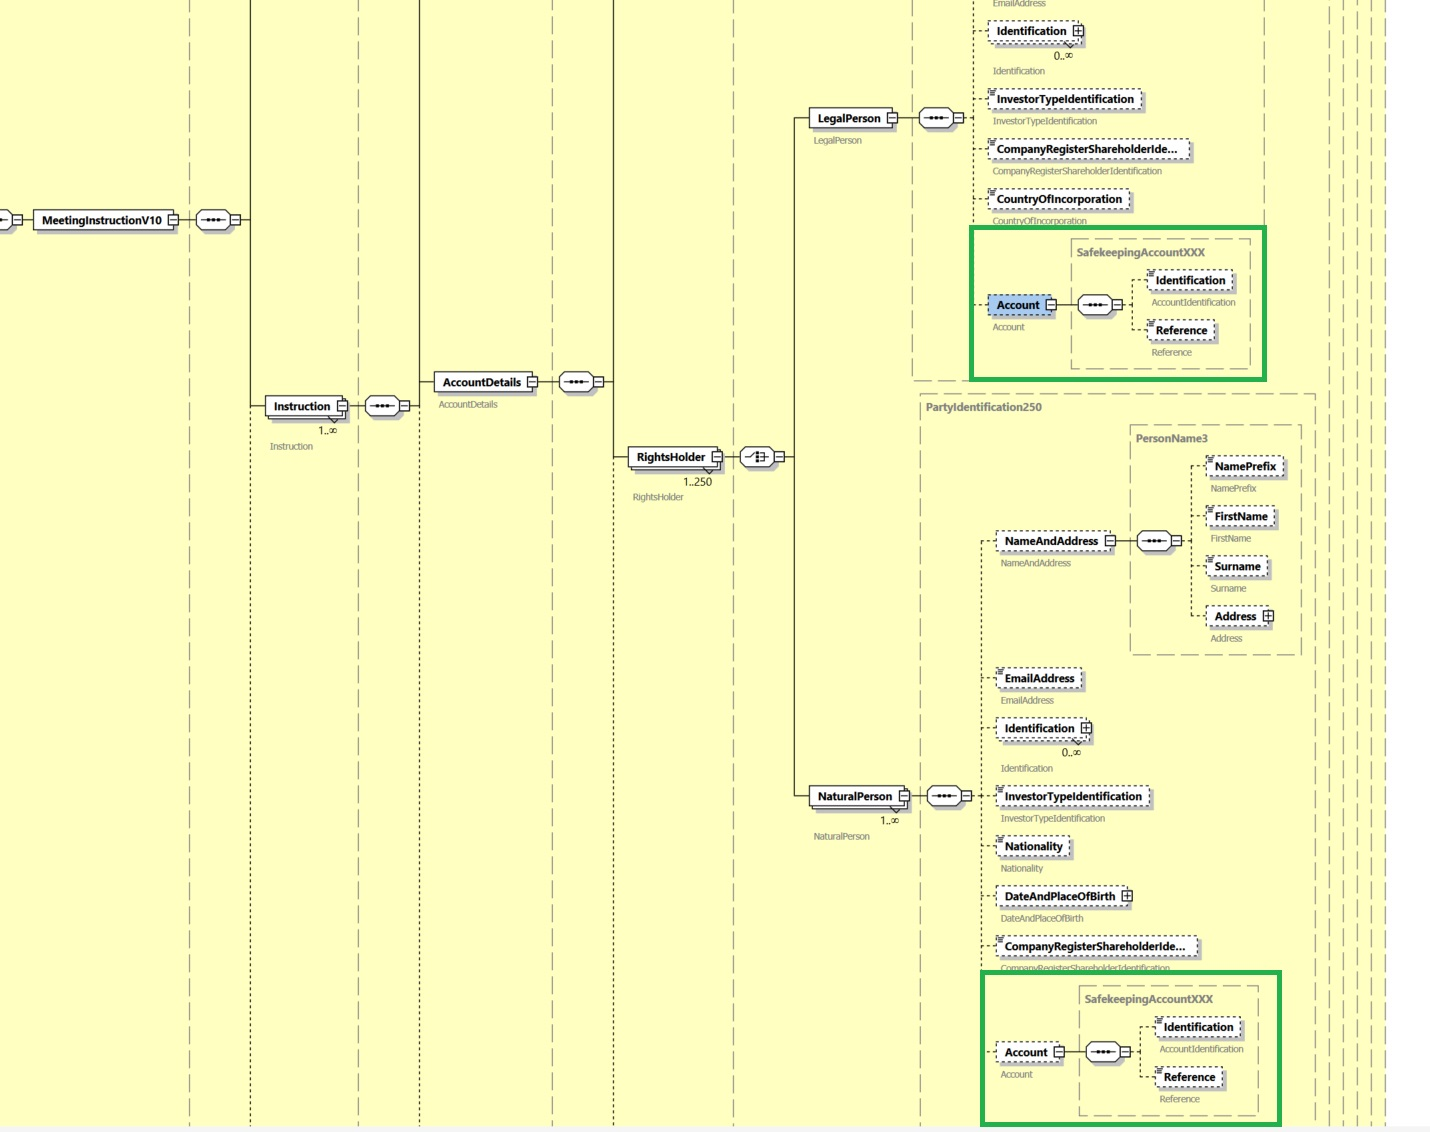 EmailAddress
Identification
0..∞
Identification
InvestorTypeIdentification
InvestorTypeIdentification
LegalPerson
LegalPerson
CompanyRegisterShareholderIde...
CompanyRegisterShareholderIdentification
CountryOfIncorporation
CountryOfIncorporation
MeetingInstructionV10
SafekeepingAccountXXX
Identification
AccountIdentification
Account
Account
Reference
Reference
AccountDetails
AccountDetails
Instruction
1..∞
Instruction
PartyIdentification250
PersonName3
RightsHolder
1..250
RightsHolder
NamePrefix
NamePrefix
FirstName
FirstName
NameAndAddress
NameAndAddress
Surname
Surname
Address
Address
EmailAddress
EmailAddress
Identification
0..∞
Identification
NaturalPerson
1..∞
NaturalPerson
InvestorTypeIdentification
InvestorTypeIdentification
Nationality
Nationality
DateAndPlaceOfBirth
DateAndPlaceOfBirth
CompanyRegisterShareholderIde...
CompanyRegisterShareholderIdentification
SafekeepingAccountXXX
Identification
AccountIdentification
Account
Account
Reference
Reference